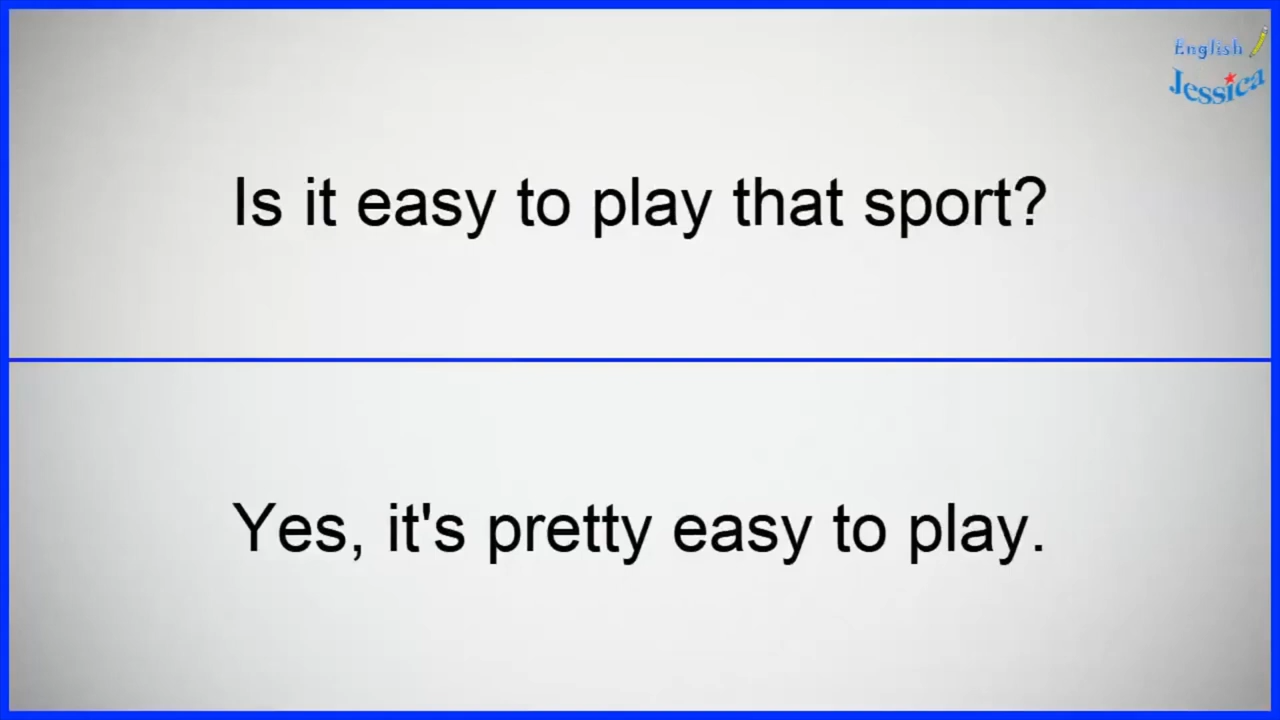 English
Jessica
Is it easy to play that sport?
Yes, it's pretty easy to play.